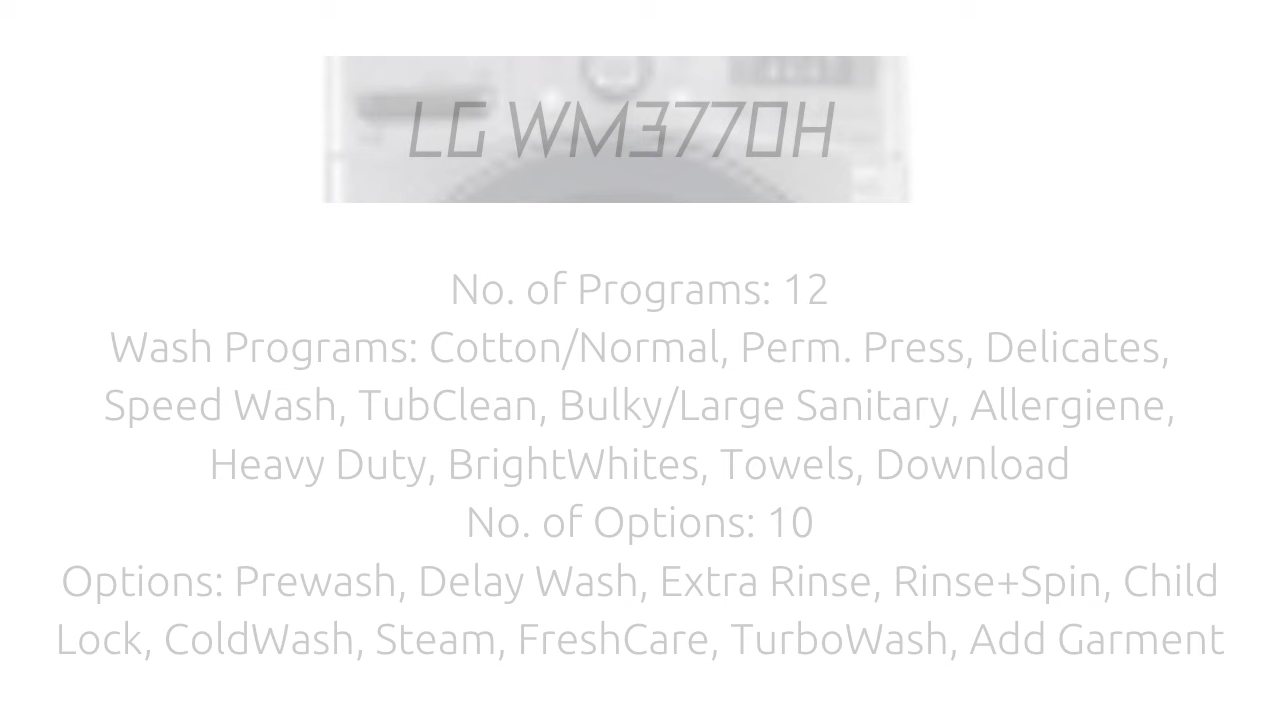 LG WM3770H
No. of Programs: 12
Wash Programs: Cotton/Normal, Perm. Press, Delicates,
Speed Wash, TubClean, Bulky/Large Sanitary, Allergiene,
Heavy Duty, BrightWhites, Towels, Download
No. of Options: 10
Options: Prewash, Delay Wash, Extra Rinse, Rinse+Spin, Child
Lock, ColdWash, Steam, FreshCare, TurboWash, Add Garment